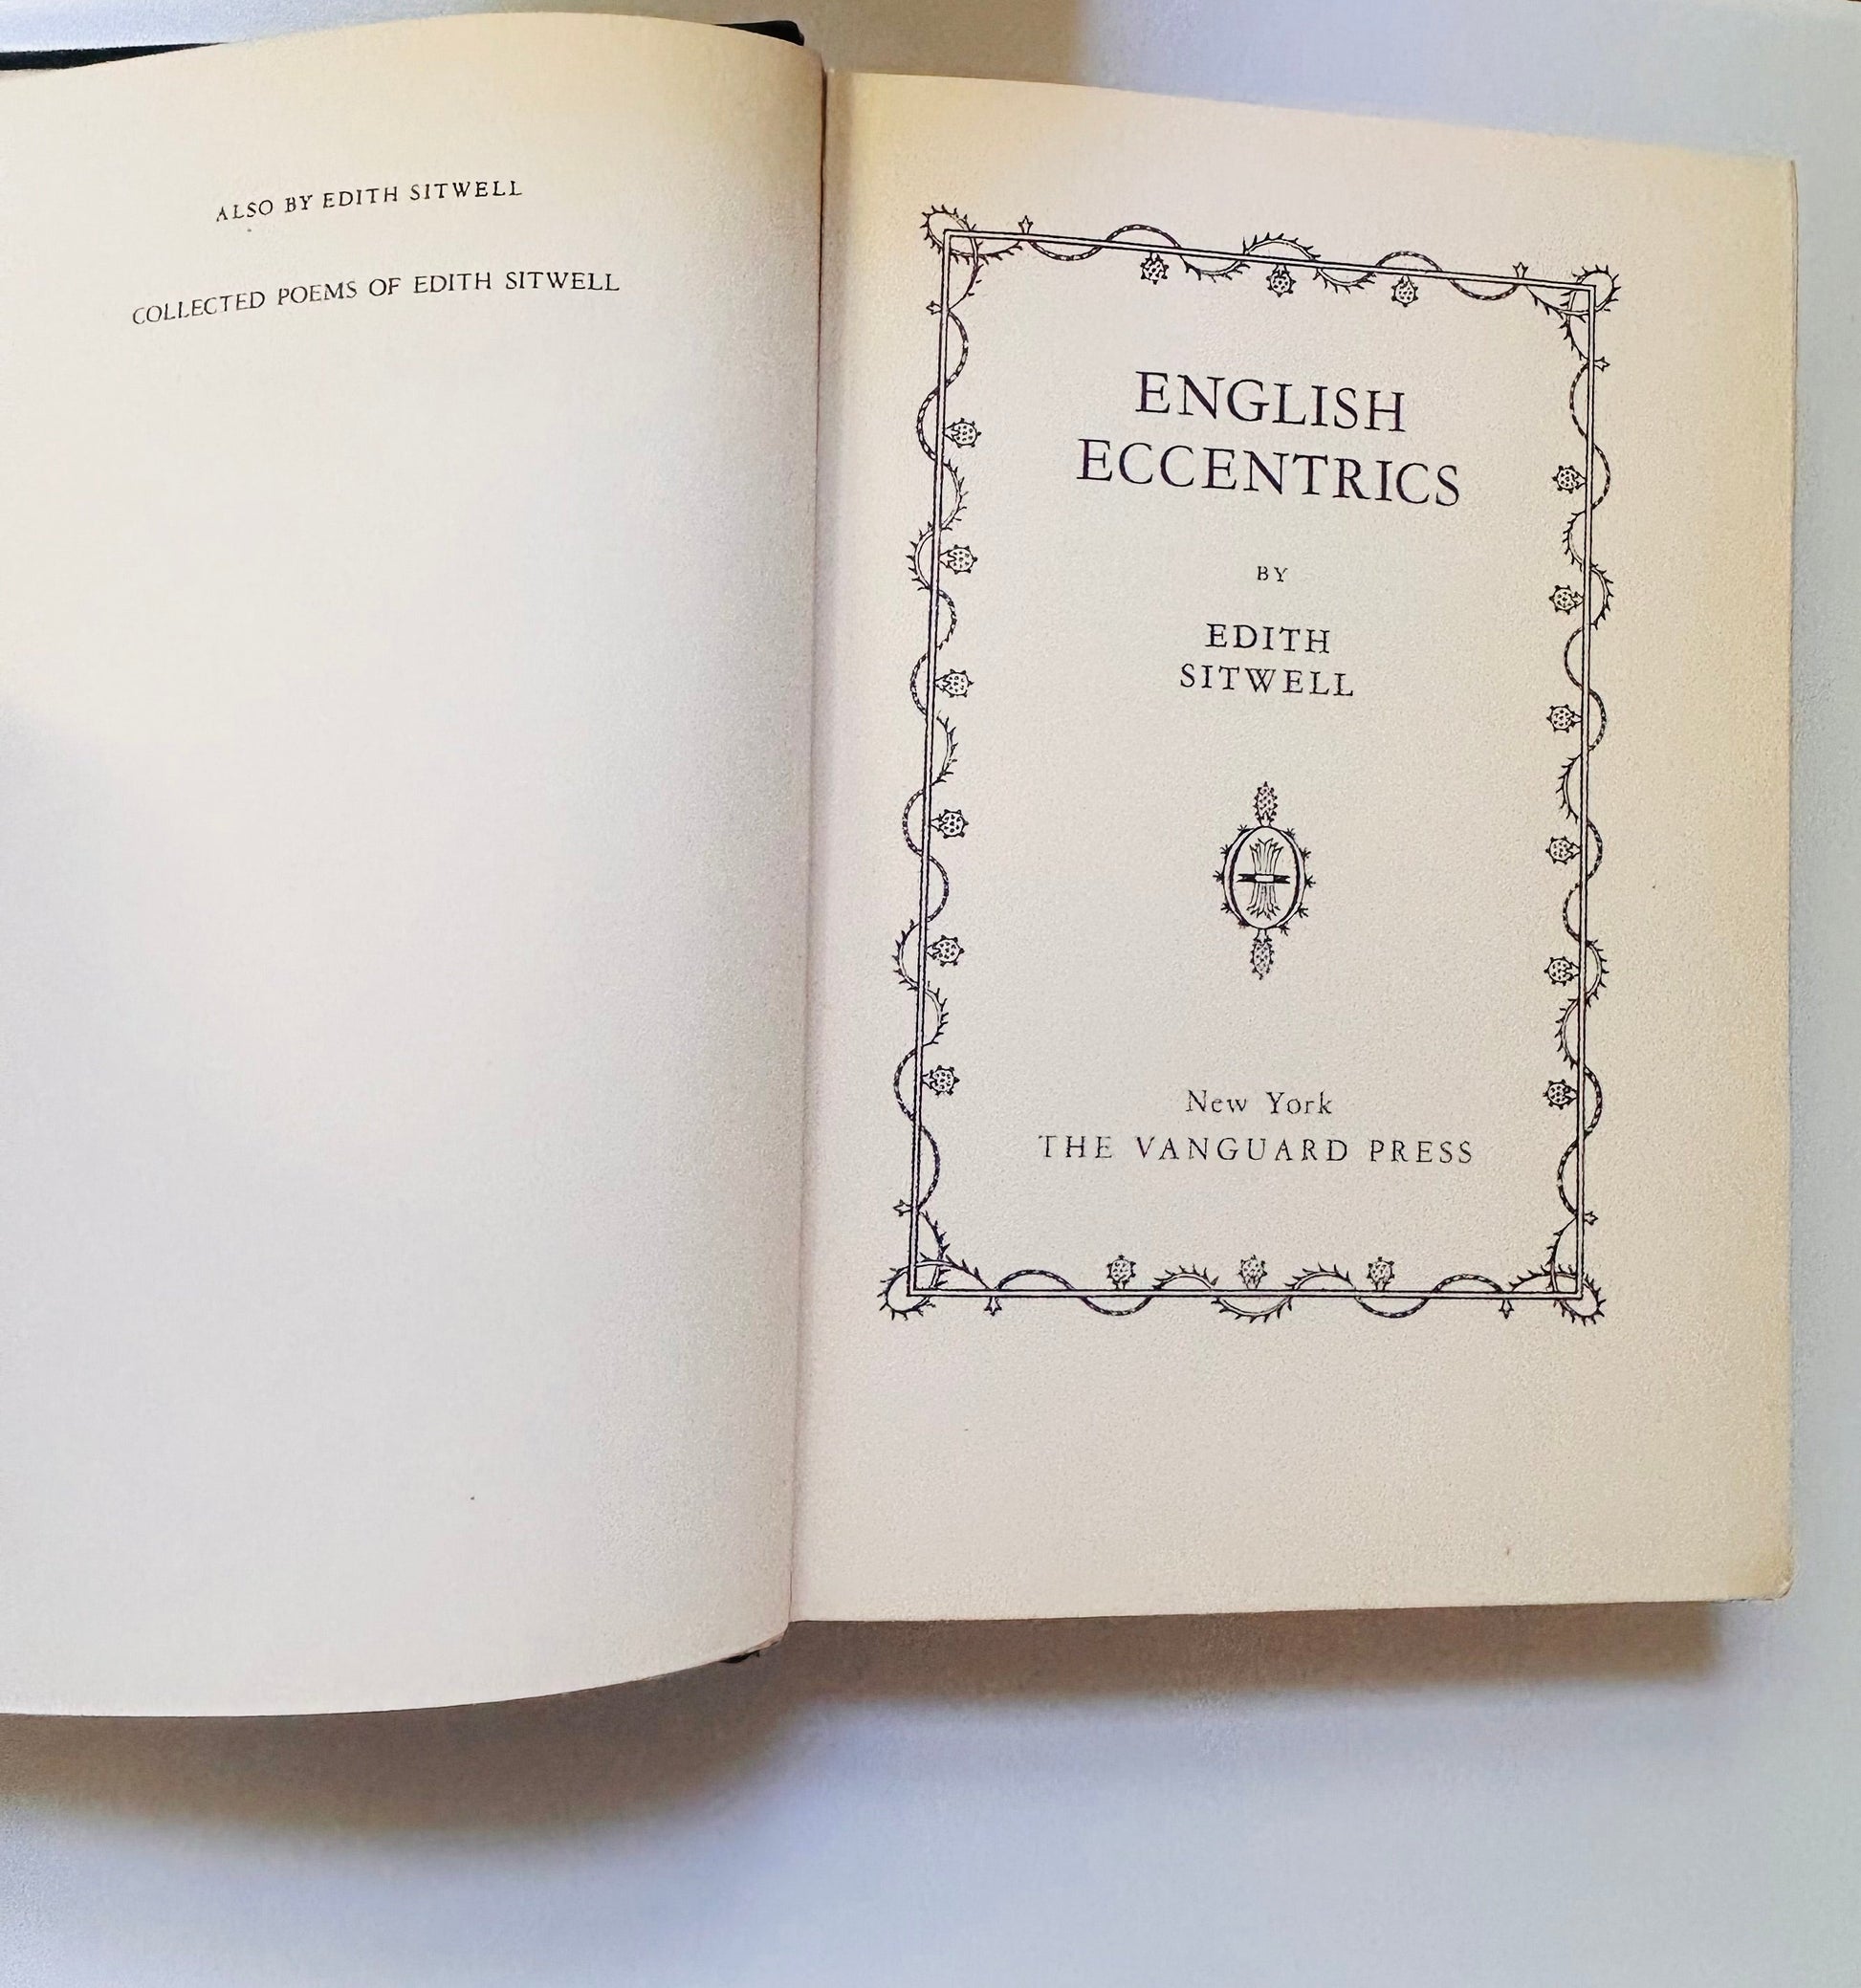 ALSO BY EDITH SITWELL
COLLECTED POEMS OF EDITH SITWELL
ENGLISH
ECCENTRICS
BY
EDITH
SITWELL
New York
THE VANGUARD PRESS